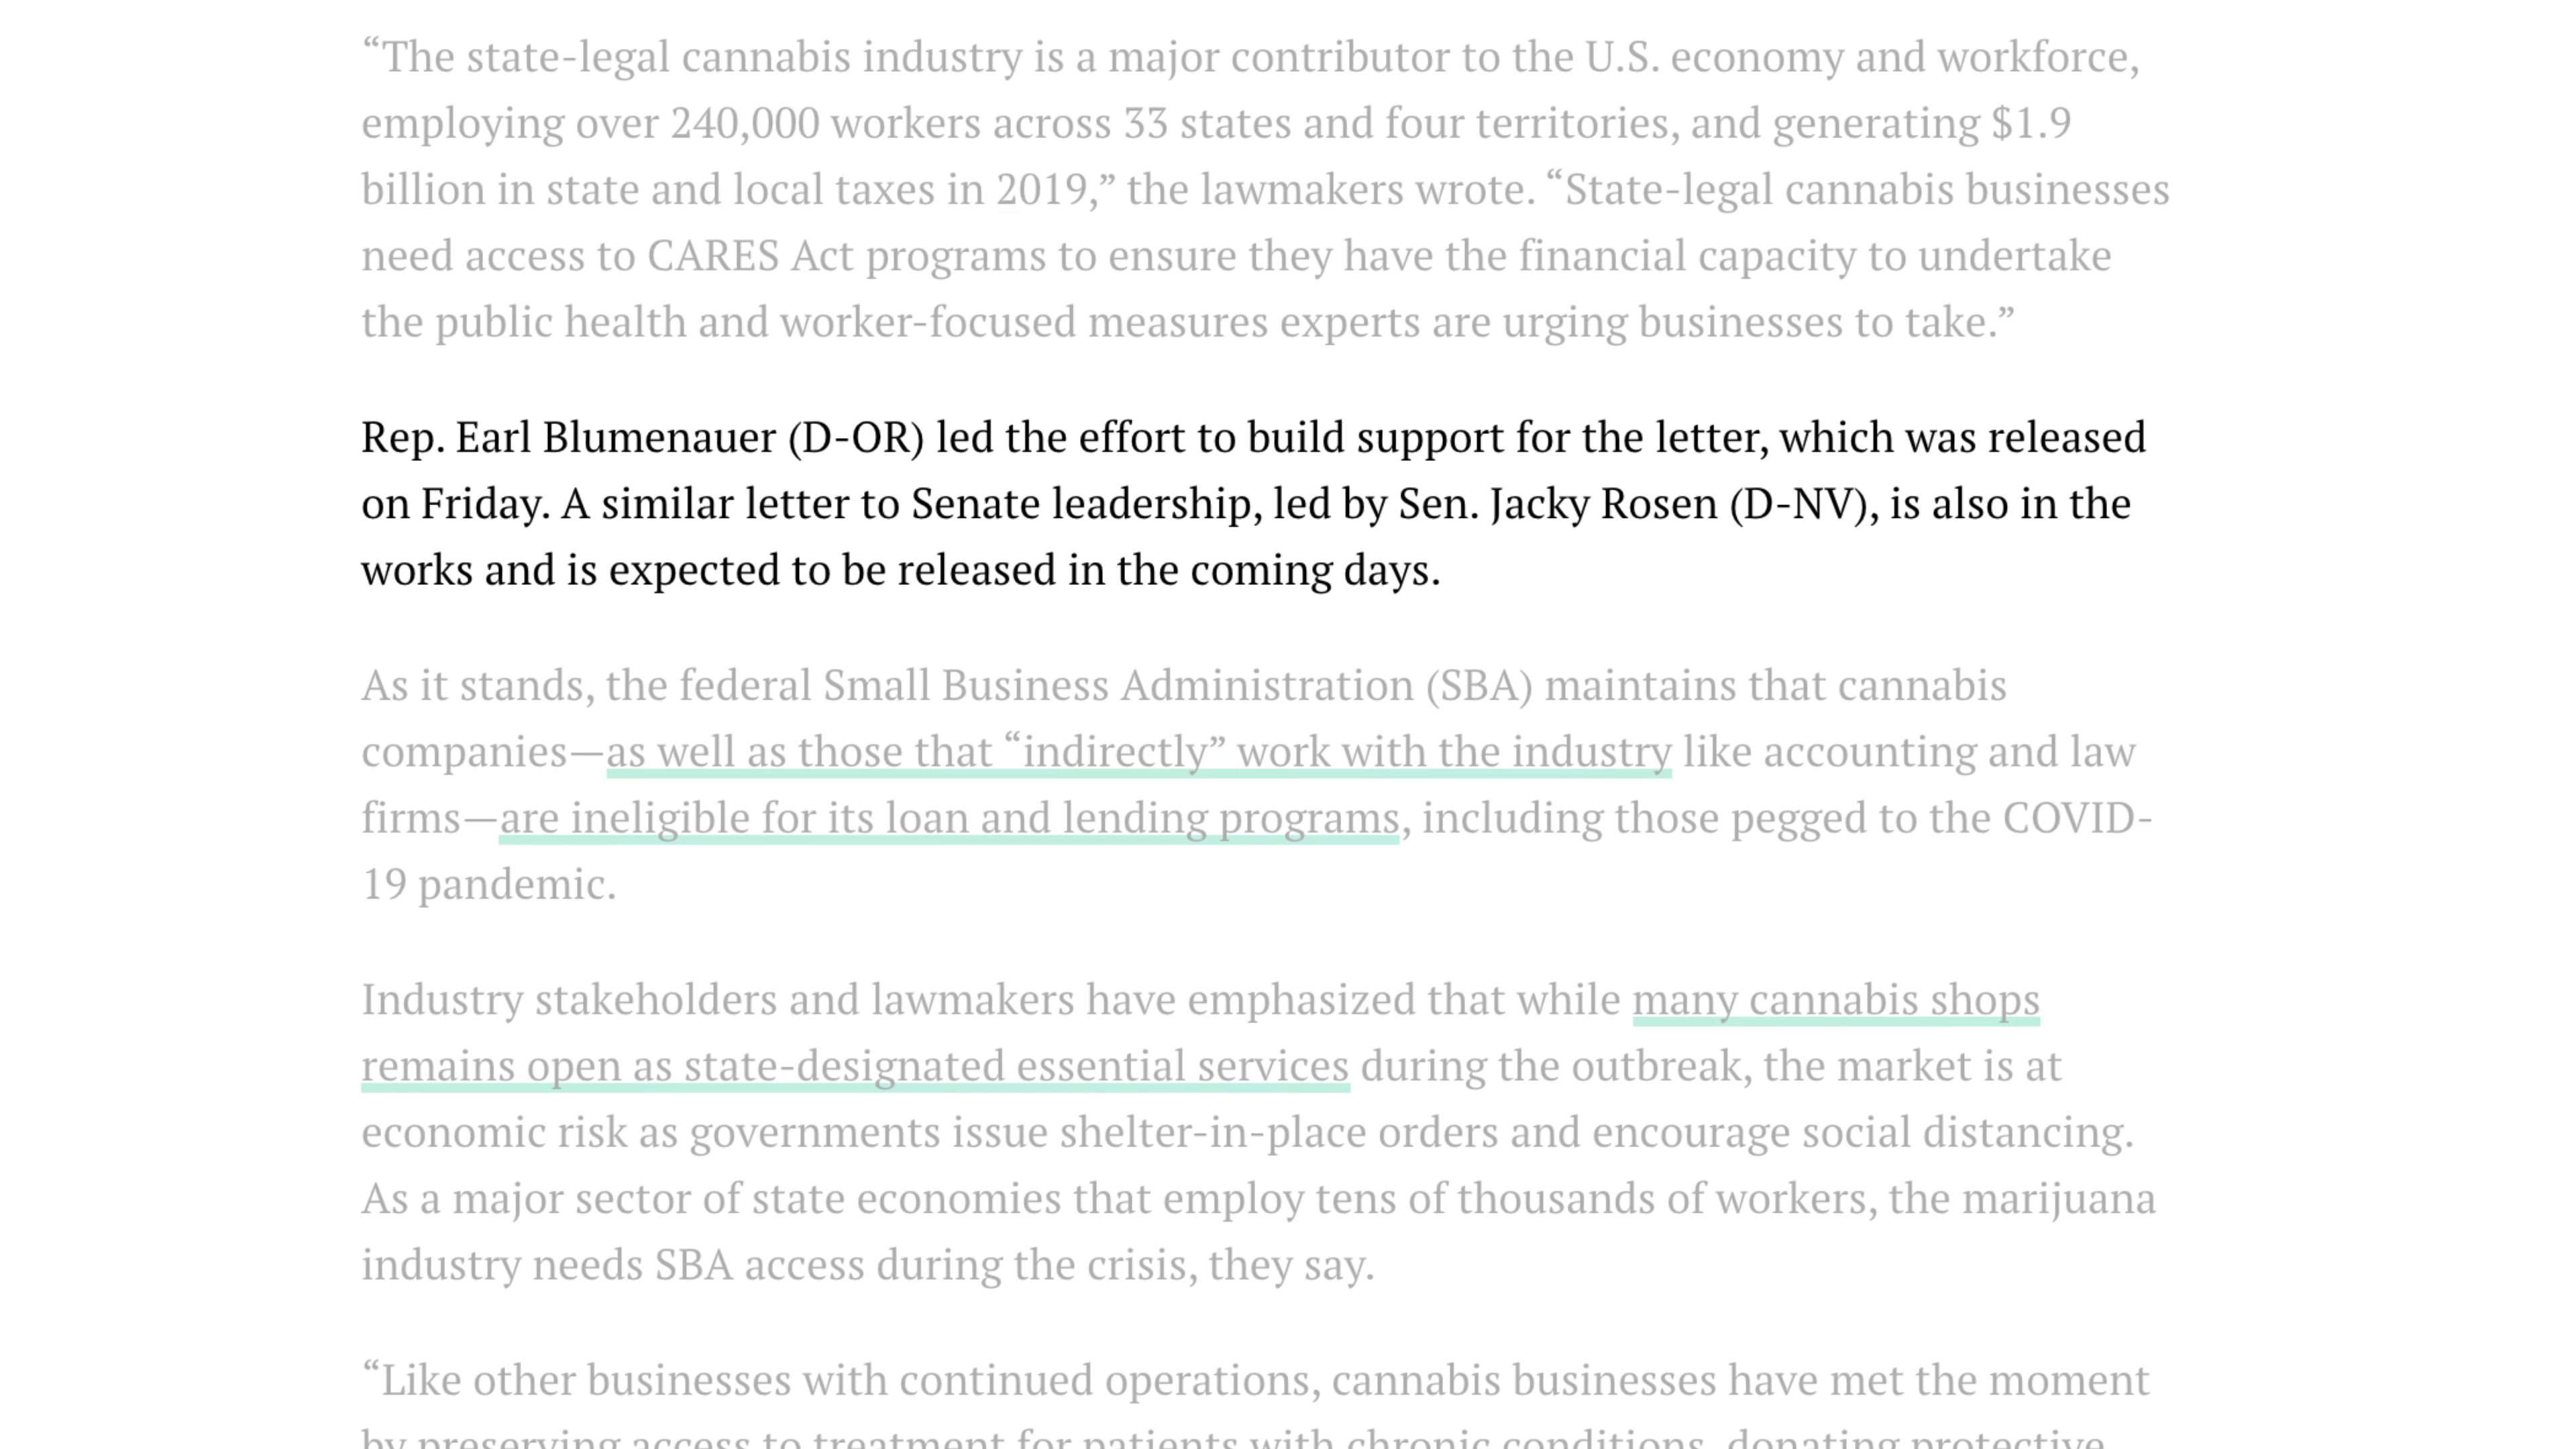 “The state-legal cannabis industry is a major contributor to the U.S. economy and workforce,
employing over 240,000 workers across 33 states and four territories, and generating $1.9
billion in state and local taxes in 2019,” the lawmakers wrote. “State-legal cannabis businesses
need access to CARES Act programs to ensure they have the financial capacity to undertake
the public health and worker-focused measures experts are urging businesses to take.”
Rep. Earl Blumenauer (D-OR) led the effort to build support for the letter, which was released
on Friday. A similar letter to Senate leadership, led by Sen. Jacky Rosen (D-NV), is also in the
works and is expected to be released in the coming days.
As it stands, the federal Small Business Administration (SBA) maintains that cannabis
companies—as well as those that “indirectly” work with the industry like accounting and law
firms—are ineligible for its loan and lending programs, including those pegged to the COVID-
19 pandemic.
Industry stakeholders and lawmakers have emphasized that while many cannabis shops
remains open as state-designated essential services during the outbreak, the market is at
economic risk as governments issue shelter-in-place orders and encourage social distancing.
As a major sector of state economies that employ tens of thousands of workers, the marijuana
industry needs SBA access during the crisis, they say.
“Like other businesses with continued operations, cannabis businesses have met the moment
by preserving access to treatment for patients with chronic conditions, donating protective